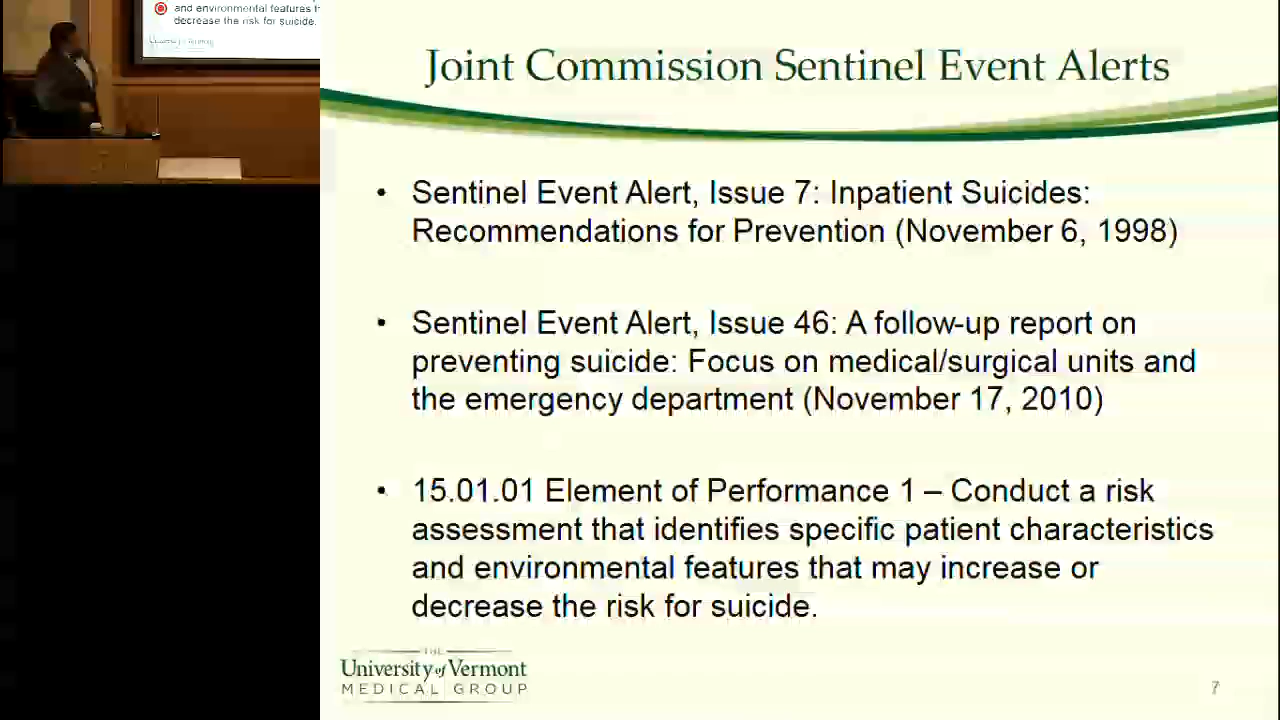 and environmental features t
decrease the risk for suicide.
Joint Commission Sentinel Event Alerts
• Sentinel Event Alert, Issue 7: Inpatient Suicides:
Recommendations for Prevention (November 6, 1998)
• Sentinel Event Alert, Issue 46: A follow-up report on
preventing suicide: Focus on medical/surgical units and
the emergency department (November 17, 2010)
• 15.01.01 Element of Performance 1 – Conduct a risk
assessment that identifies specific patient characteristics
and environmental features that may increase or
decrease the risk for suicide.
THE
University of Vermont
MEDICAL GROUP
7